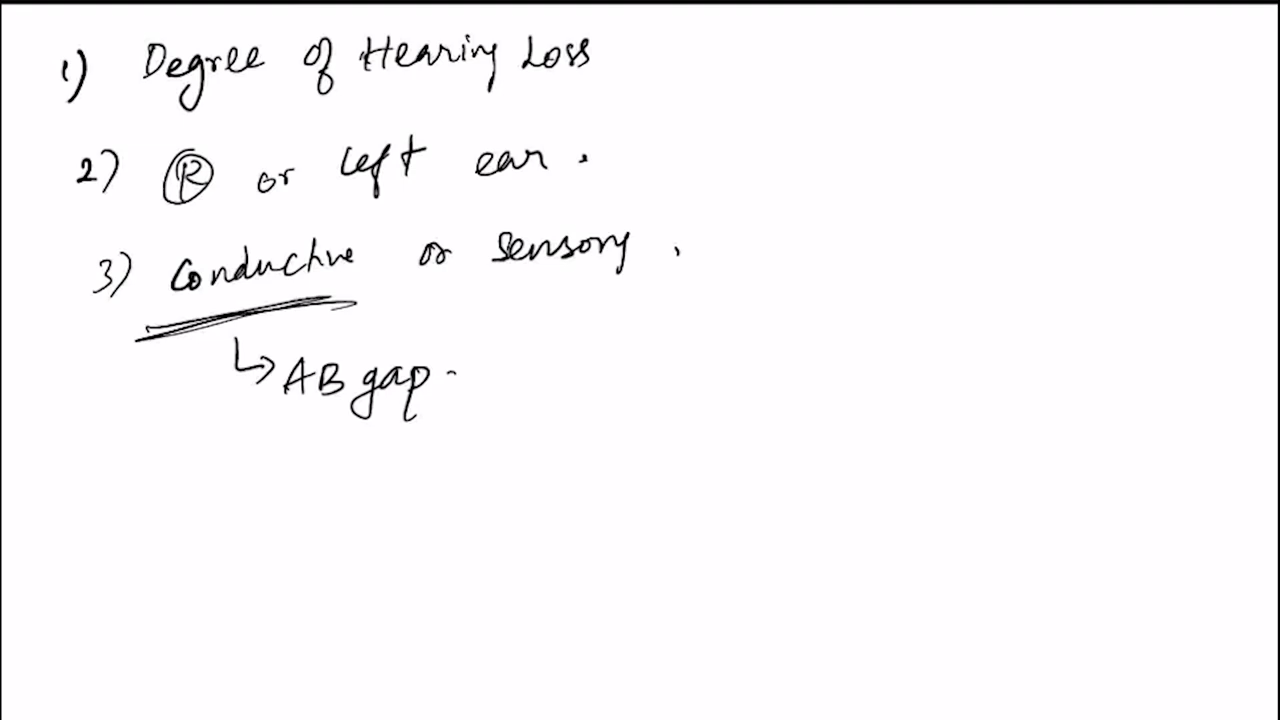 1) Degree of Hearing Loss
2) Ⓡ or left ear.
3) Conductive or sensory.
↳ AB gap.